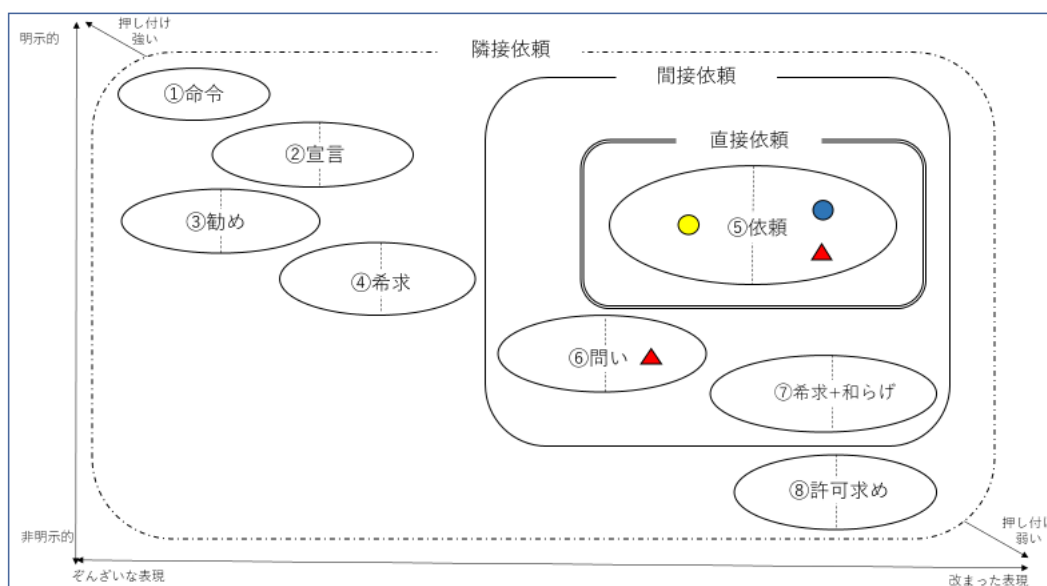 明示的
押し付け
強い
隣接依頼
間接依頼
①命令
直接依頼
②宣言
③勧め
⑤依頼
④希求
⑥問い
⑦希求+和らげ
⑧許可求め
非明示的
押し付け
弱い
ぞんざいな表現
改まった表現